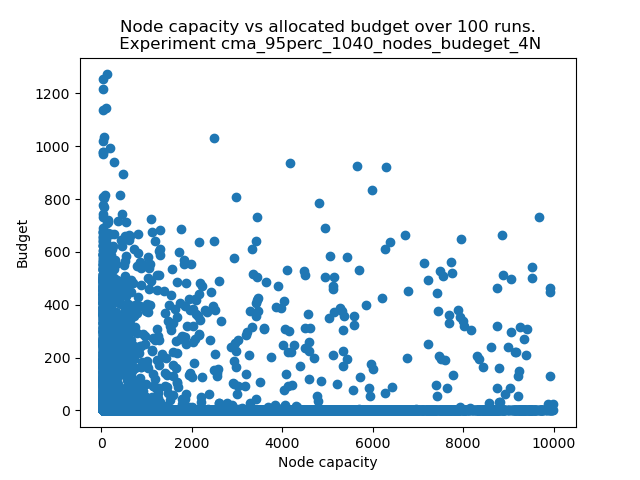 Node capacity vs allocated budget over 100 runs.
Experiment cma_95perc_1040_nodes_budeget_4N
1200
1000
800
600
400
200
0
Budget
0 2000 4000 6000 8000 10000
Node capacity